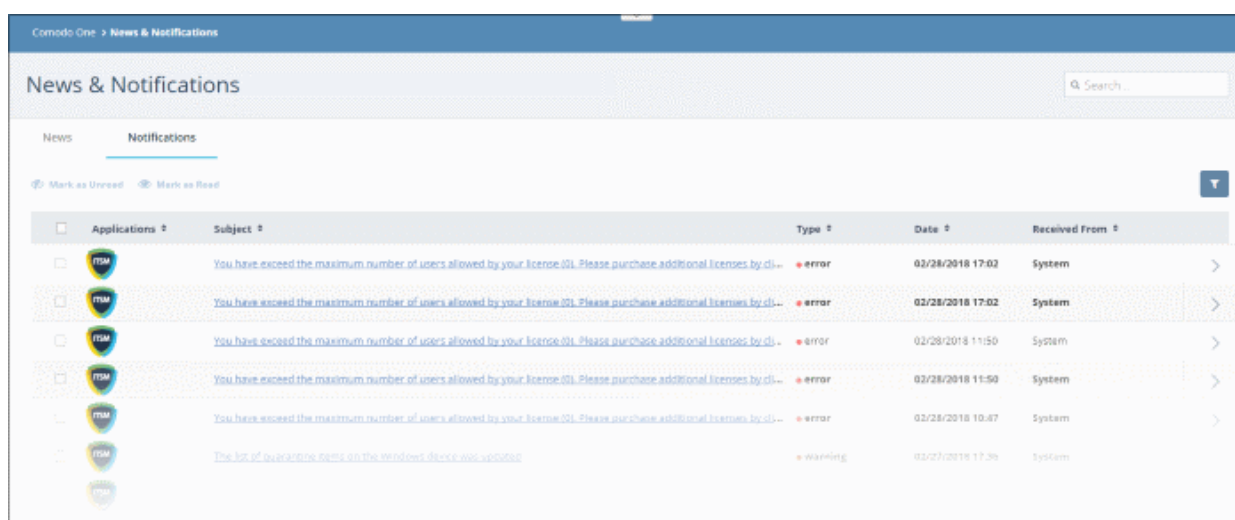 Comodo One > News & Notifications
News & Notifications
Search...
News Notifications
Mark as Unread Mark as Read
Applications Subject Type Date Received From
ITSM You have exceed the maximum number of users allowed by your license (0). Please purchase additional licenses by cli... error 02/28/2018 17:02 System
ITSM You have exceed the maximum number of users allowed by your license (0). Please purchase additional licenses by cli... error 02/28/2018 17:02 System
ITSM You have exceed the maximum number of users allowed by your license (0). Please purchase additional licenses by cli... error 02/28/2018 11:50 System
ITSM You have exceed the maximum number of users allowed by your license (0). Please purchase additional licenses by cli... error 02/28/2018 11:50 System
ITSM You have exceed the maximum number of users allowed by your license (0). Please purchase additional licenses by cli... error 02/28/2018 10:47 System
ITSM The list of quarantine items on the Windows device was updated warning 02/27/2018 System
ITSM